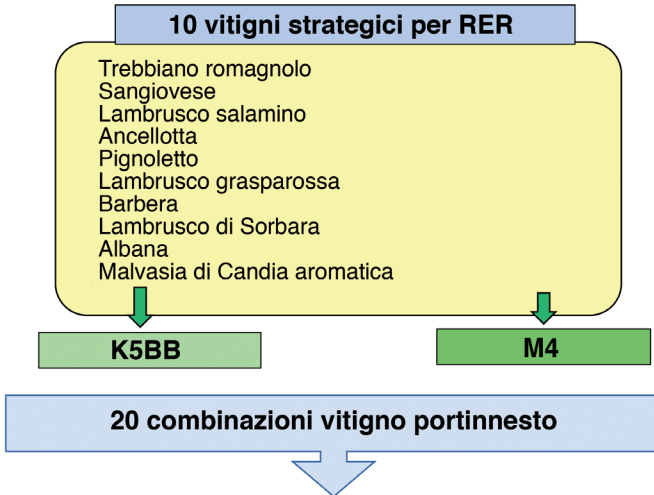 10 vitigni strategici per RER
Trebbiano romagnolo
Sangiovese
Lambrusco salamino
Ancellotta
Pignoletto
Lambrusco grasparossa
Barbera
Lambrusco di Sorbara
Albana
Malvasia di Candia aromatica
K5BB
M4
20 combinazioni vitigno portinnesto